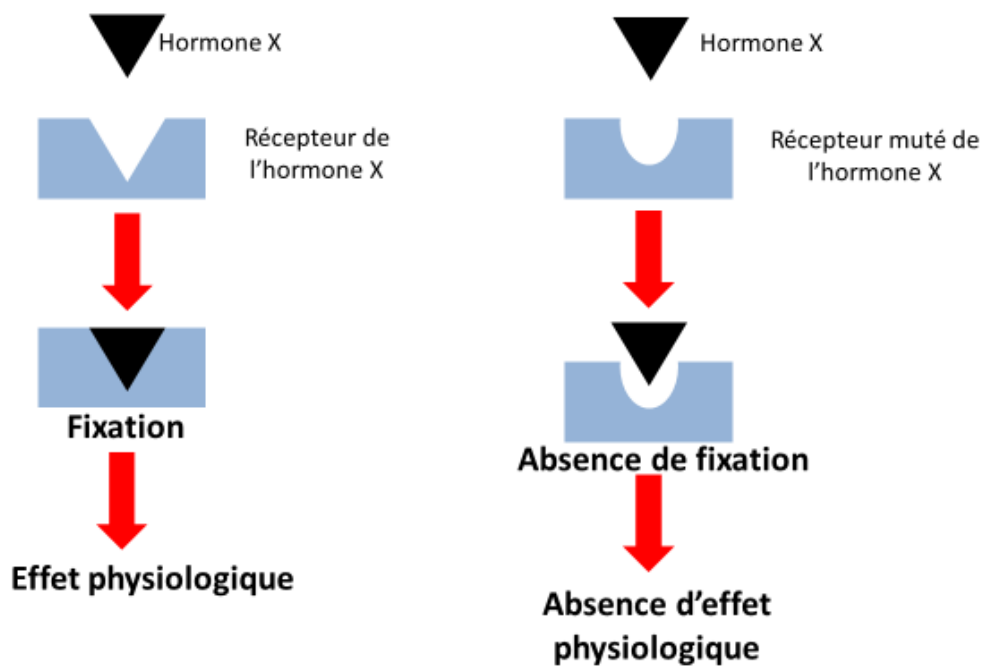 Hormone X
Récepteur de
l'hormone X
Fixation
Effet physiologique
Hormone X
Récepteur muté de
l'hormone X
Absence de fixation
Absence d'effet
physiologique